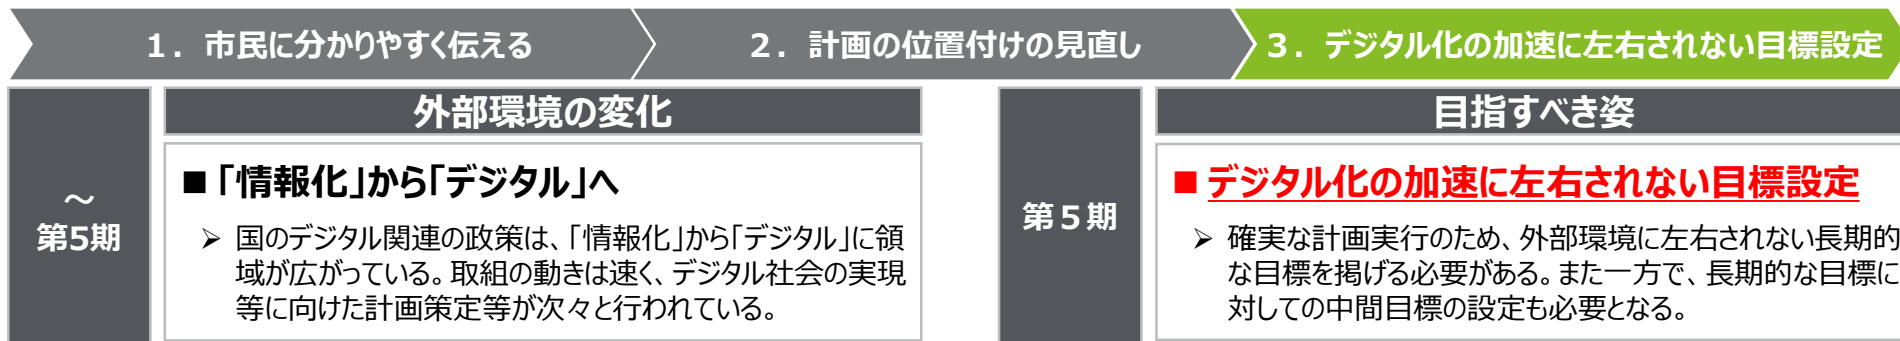 1．市民に分かりやすく伝える
2．計画の位置付けの見直し
3．デジタル化の加速に左右されない目標設定
～
第5期
外部環境の変化
■「情報化」から「デジタル」へ
➢ 国のデジタル関連の政策は、「情報化」から「デジタル」に領
域が広がっている。取組の動きは速く、デジタル社会の実現
等に向けた計画策定等が次々と行われている。
第５期
目指すべき姿
■ デジタル化の加速に左右されない目標設定
➢ 確実な計画実行のため、外部環境に左右されない長期的
な目標を掲げる必要がある。また一方で、長期的な目標に
対しての中間目標の設定も必要となる。